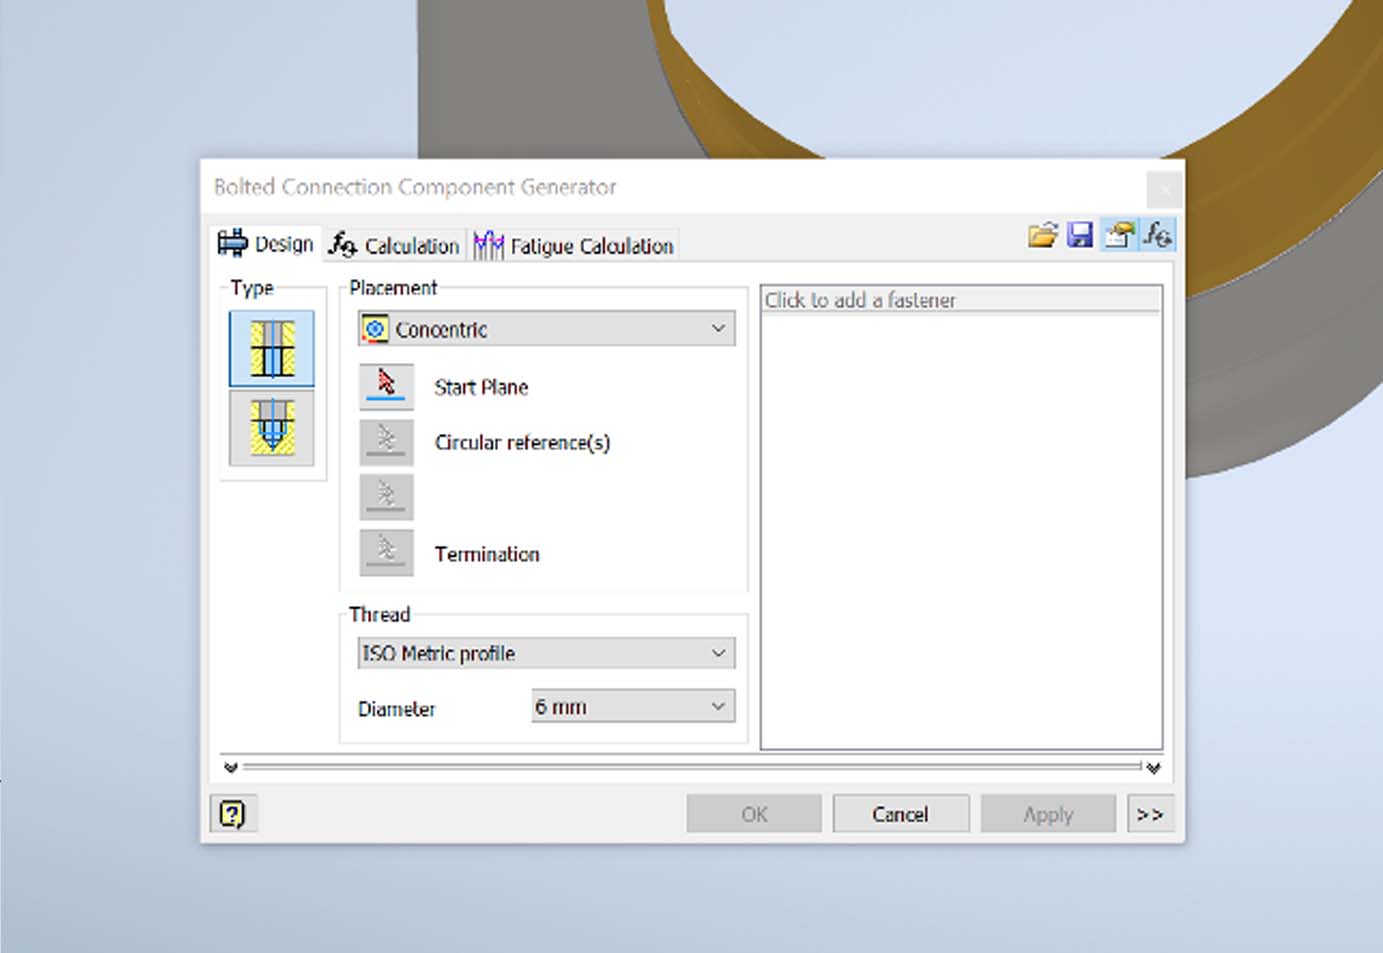 Bolted Connection Component Generator
Design
Calculation
Fatigue Calculation
Type
Placement
Concentric
Start Plane
Circular reference(s)
Termination
Thread
ISO Metric profile
Diameter
6 mm
Click to add a fastener
?
OK
Cancel
Apply
>>